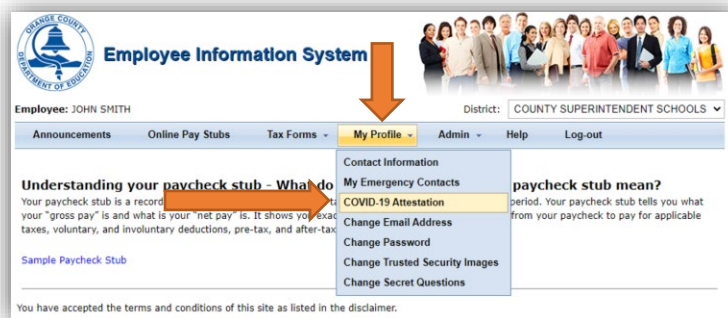 ORANGE COUNTY
DEPARTMENT OF EDUCATION
Employee Information System
Employee: JOHN SMITH District: COUNTY SUPERINTENDENT SCHOOLS
Announcements Online Pay Stubs Tax Forms My Profile Admin Help Log-out
Contact Information
My Emergency Contacts
COVID-19 Attestation
Change Email Address
Change Password
Change Trusted Security Images
Change Secret Questions
Understanding your paycheck stub - What do paycheck stub mean?
Your paycheck stub is a record period. Your paycheck stub tells you what
your "gross pay" is and what is your "net pay" is. It shows you from your paycheck to pay for applicable
taxes, voluntary, and involuntary deductions, pre-tax, and after-tax
Sample Paycheck Stub
You have accepted the terms and conditions of this site as listed in the disclaimer.